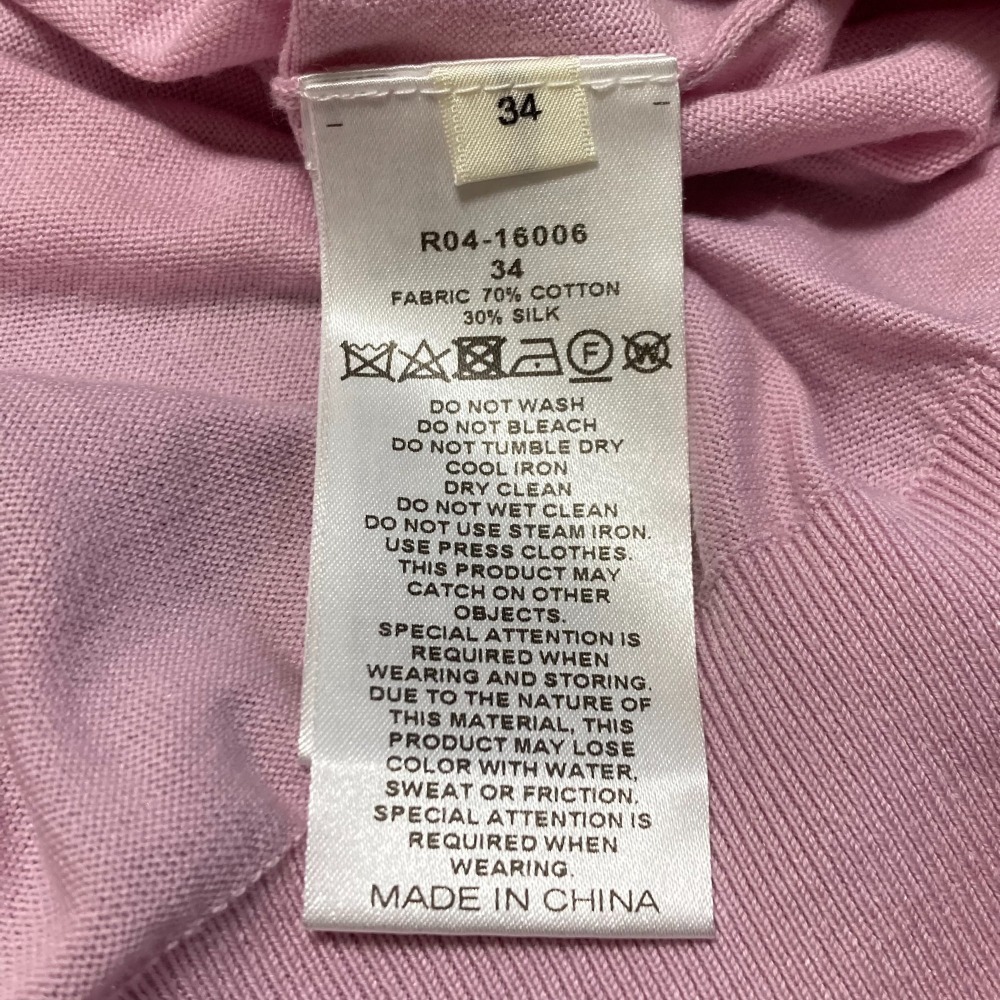 34
R04-16006
34
FABRIC 70% COTTON
30% SILK
F
W
DO NOT WASH
DO NOT BLEACH
DO NOT TUMBLE DRY
COOL IRON
DRY CLEAN
DO NOT WET CLEAN
DO NOT USE STEAM IRON.
USE PRESS CLOTHES.
THIS PRODUCT MAY
CATCH ON OTHER
OBJECTS.
SPECIAL ATTENTION IS
REQUIRED WHEN
WEARING AND STORING.
DUE TO THE NATURE OF
THIS MATERIAL, THIS
PRODUCT MAY LOSE
COLOR WITH WATER,
SWEAT OR FRICTION.
SPECIAL ATTENTION IS
REQUIRED WHEN
WEARING.
MADE IN CHINA